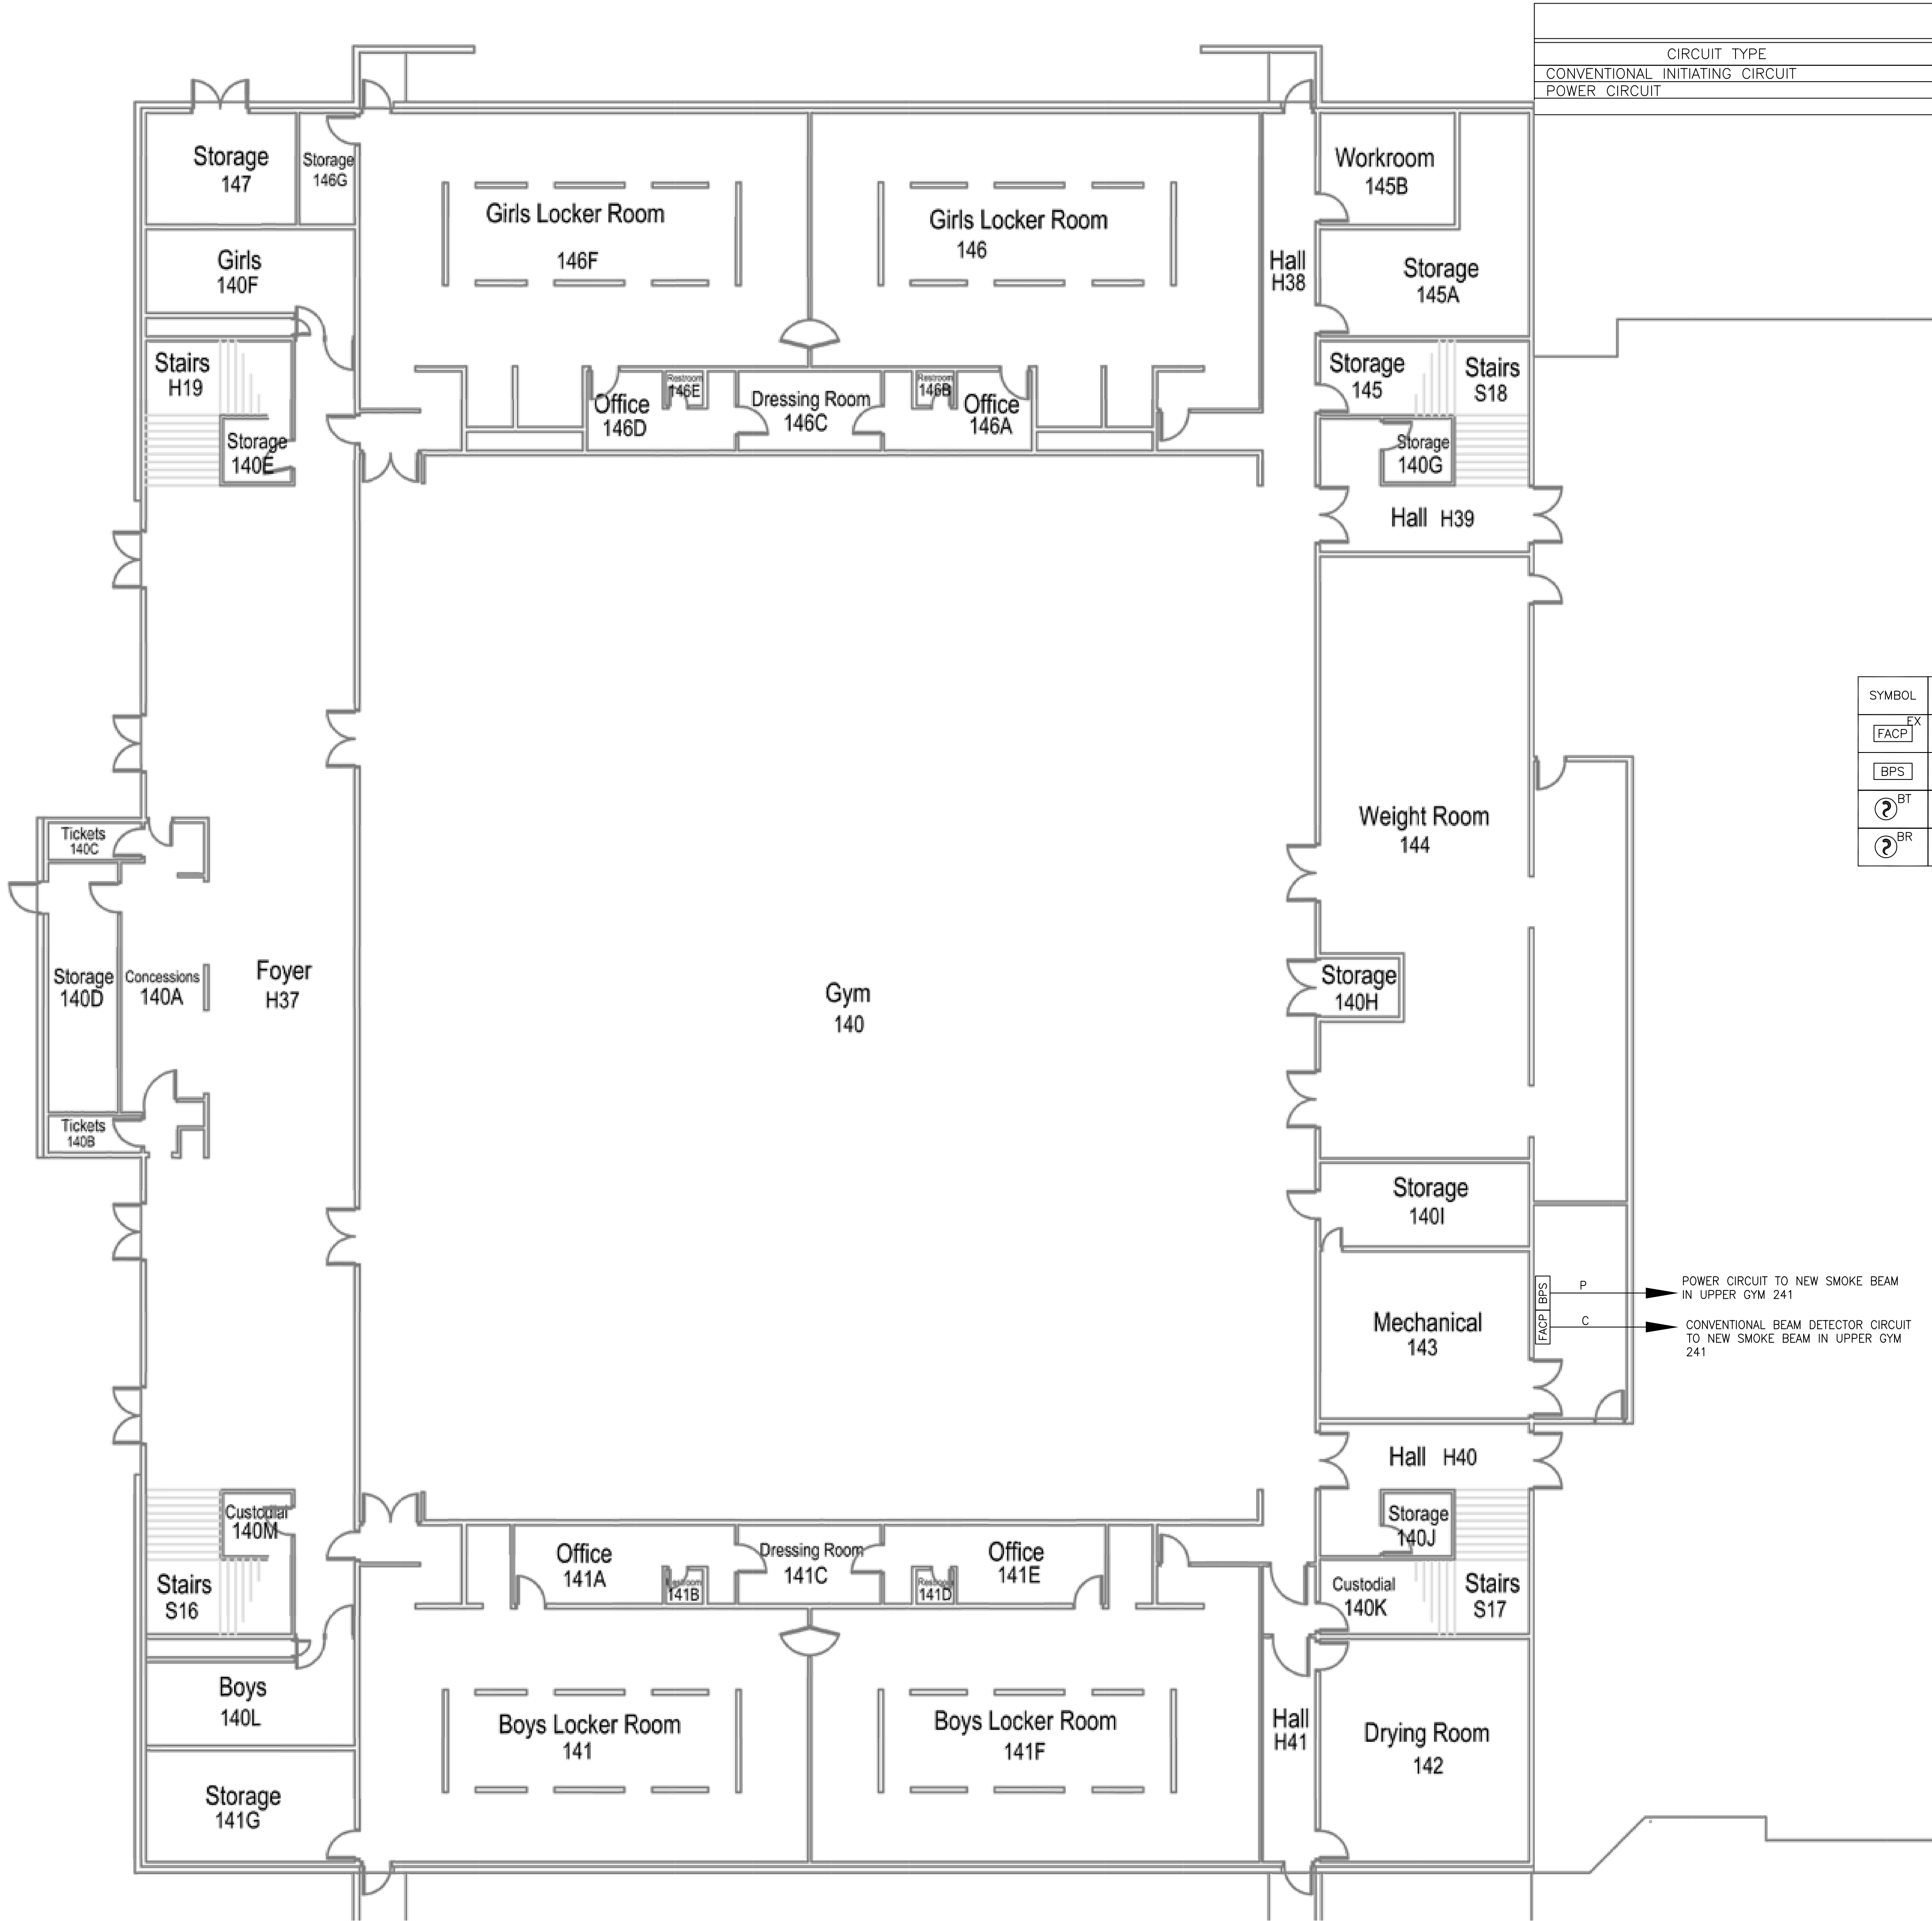 CIRCUIT TYPE
CONVENTIONAL INITIATING CIRCUIT
POWER CIRCUIT
Storage
147
Storage
146G
Girls Locker Room
146F
Girls Locker Room
146
Workroom
145B
Girls
140F
Hall
H38
Storage
145A
Stairs
H19
Storage
140E
Office
146D
Restroom
146E
Dressing Room
146C
Restroom
146B
Office
146A
Storage
145
Stairs
S18
Storage
140G
Hall H39
SYMBOL
FACP EX
BPS
BT
BR
Tickets
140C
Weight Room
144
Storage
140D
Concessions
140A
Foyer
H37
Gym
140
Storage
140H
Tickets
140B
Storage
140I
Mechanical
143
BPS
FACP
P
POWER CIRCUIT TO NEW SMOKE BEAM
IN UPPER GYM 241
C
CONVENTIONAL BEAM DETECTOR CIRCUIT
TO NEW SMOKE BEAM IN UPPER GYM
241
Hall H40
Custodial
140M
Storage
140J
Stairs
S16
Office
141A
Restroom
141B
Dressing Room
141C
Restroom
141D
Office
141E
Custodial
140K
Stairs
S17
Boys
140L
Boys Locker Room
141
Boys Locker Room
141F
Hall
H41
Drying Room
142
Storage
141G